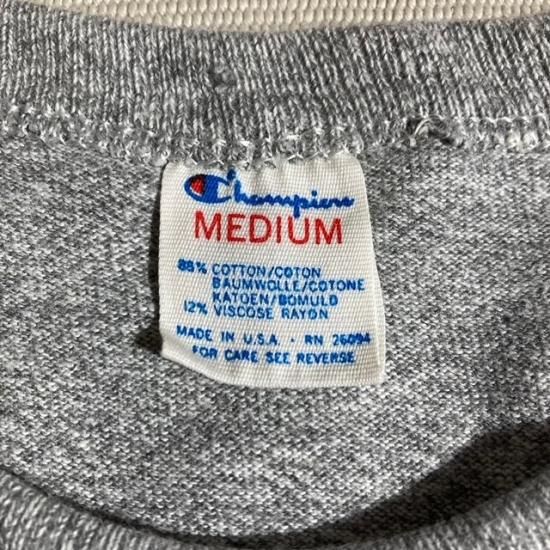 Champion
MEDIUM
88% COTTON/COTON
BAUMWOLLE/COTONE
KATOEN/BOMULD
12% VISCOSE RAYON
MADE IN U.S.A. · RN 26094
FOR CARE SEE REVERSE